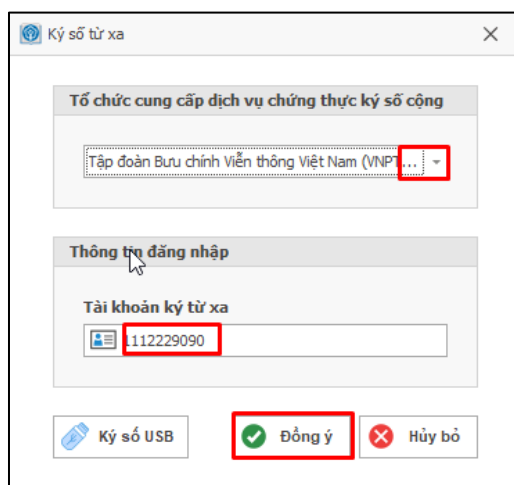 Ký số từ xa
Tổ chức cung cấp dịch vụ chứng thực ký số cộng
Tập đoàn Bưu chính Viễn thông Việt Nam (VNPT...
Thông tin đăng nhập
Tài khoản ký từ xa
1112229090
Ký số USB
Đồng ý
Hủy bỏ